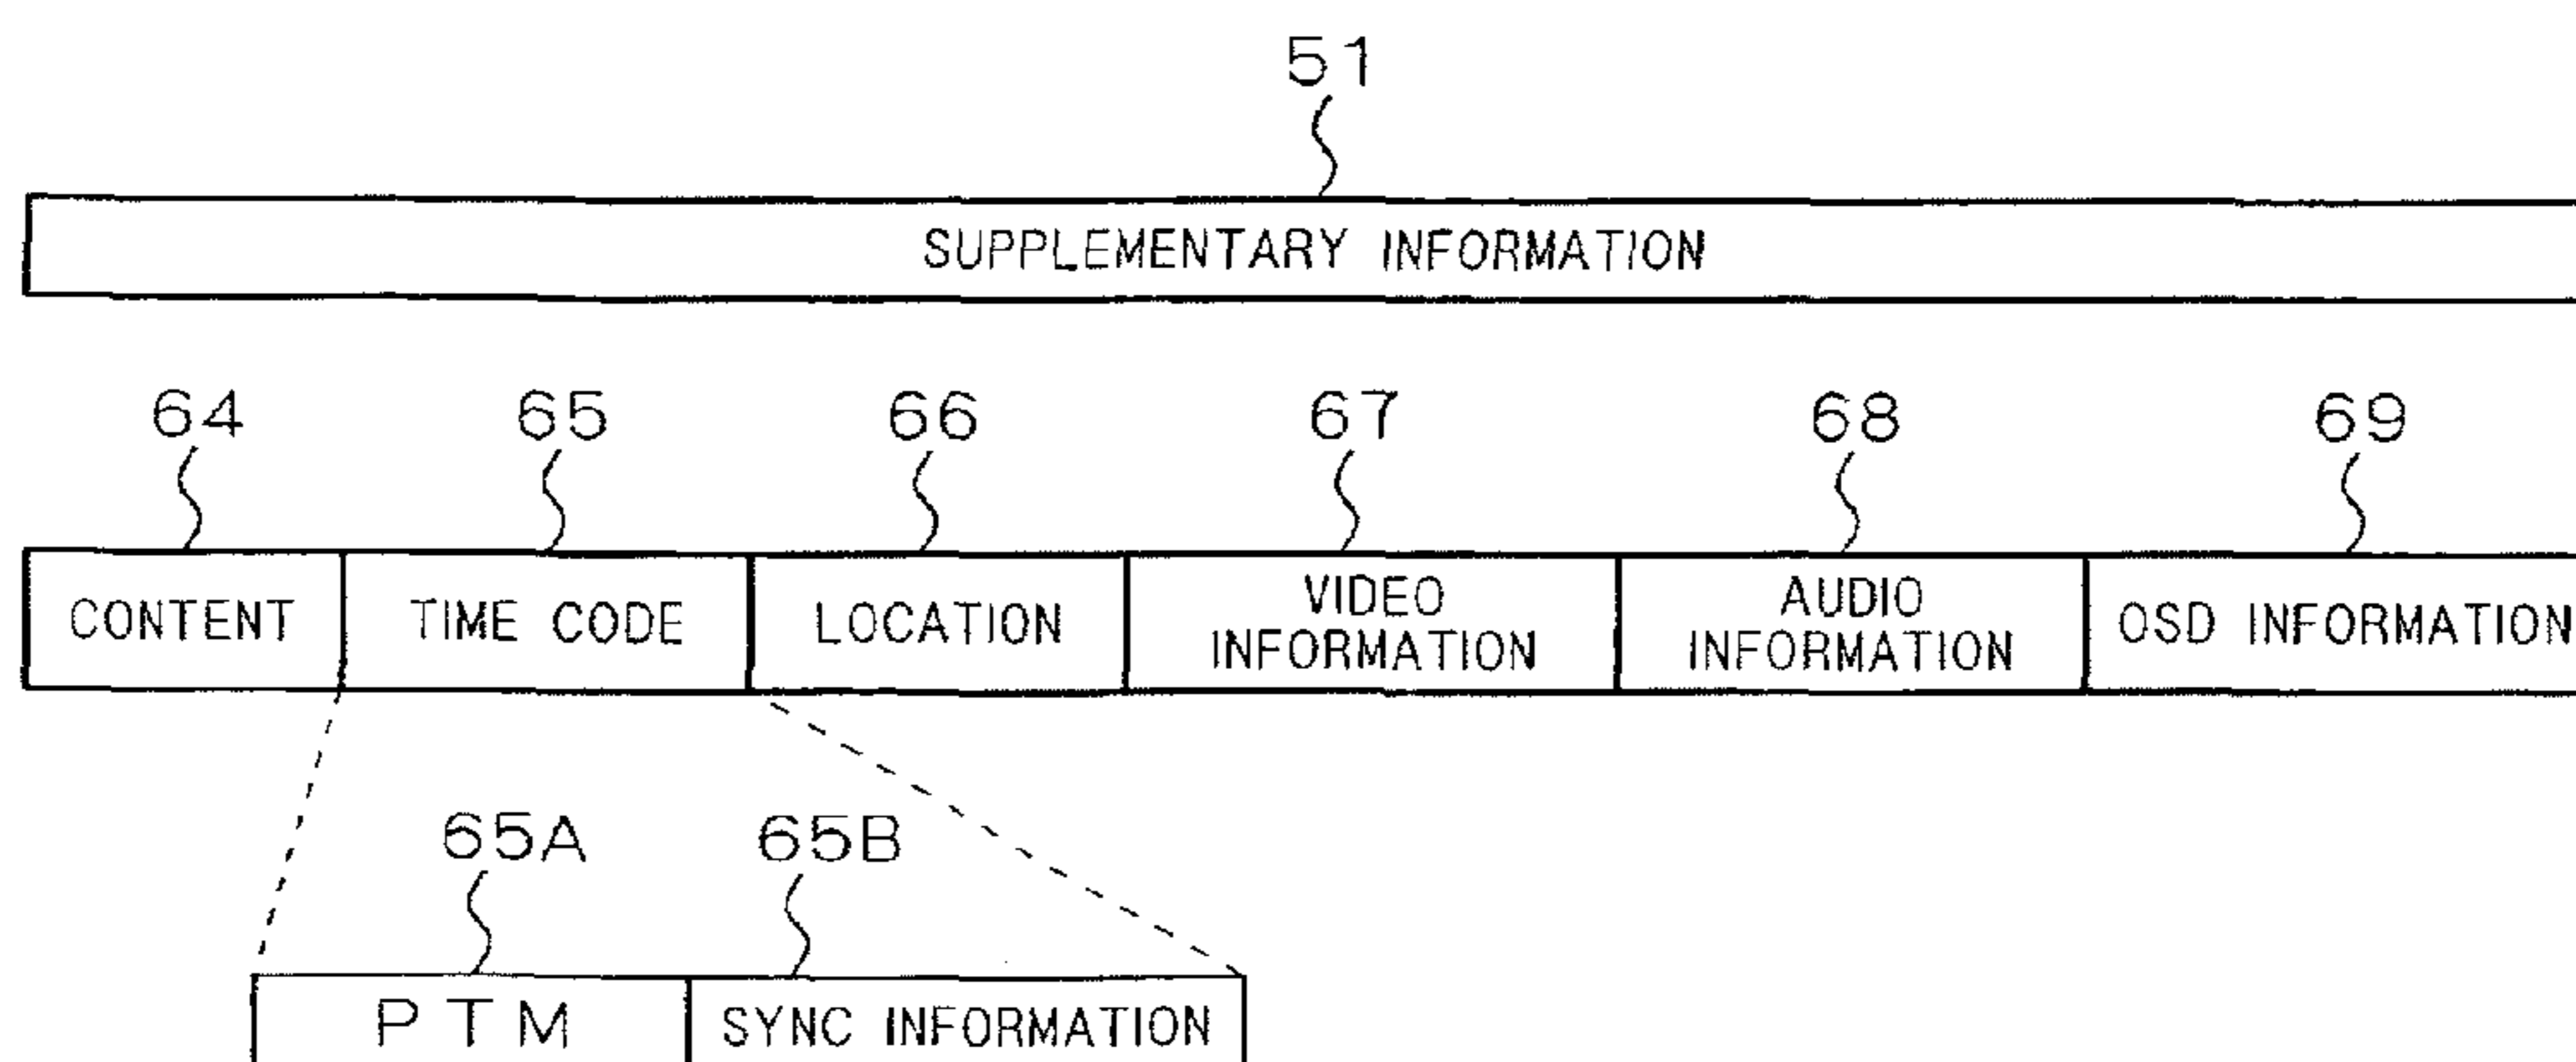 51
SUPPLEMENTARY INFORMATION
64 65 66 67 68 69
CONTENT TIME CODE LOCATION VIDEO INFORMATION AUDIO INFORMATION OSD INFORMATION
65A 65B
PTM SYNC INFORMATION